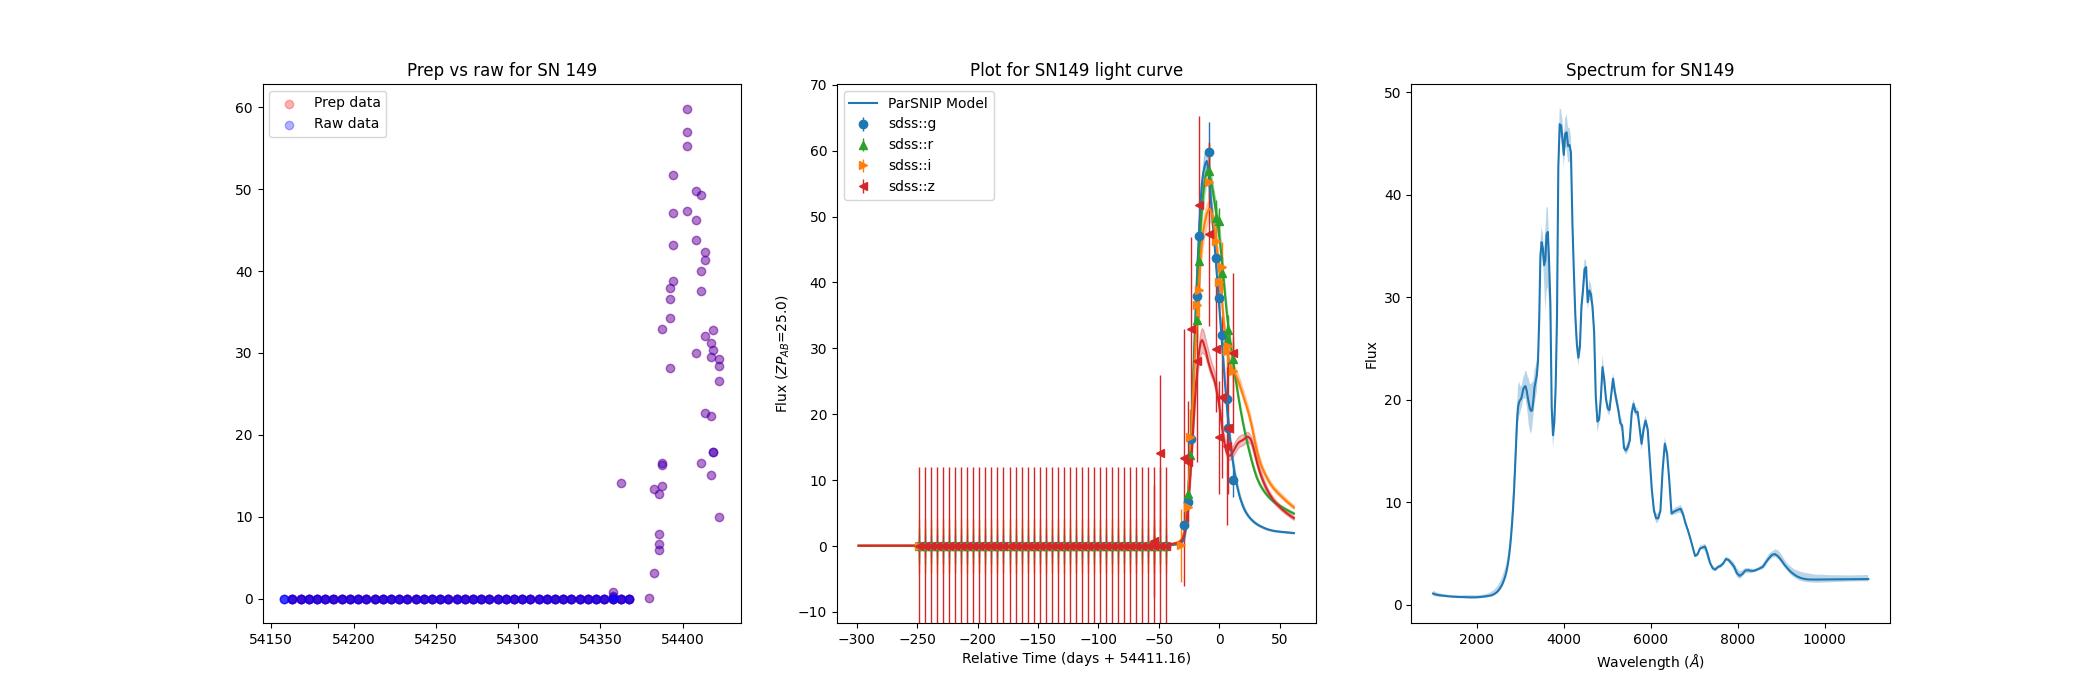 Prep vs raw for SN 149
Prep data
Raw data
60
50
40
30
20
10
0
54150
54200
54250
54300
54350
54400
Plot for SN149 light curve
ParSNIP Model
sdss::g
sdss::r
sdss::i
sdss::z
Flux (ZP_AB=25.0)
70
60
50
40
30
20
10
0
−10
−300
−250
−200
−150
−100
−50
0
50
Relative Time (days + 54411.16)
Spectrum for SN149
Flux
50
40
30
20
10
0
2000
4000
6000
8000
10000
Wavelength (Å)